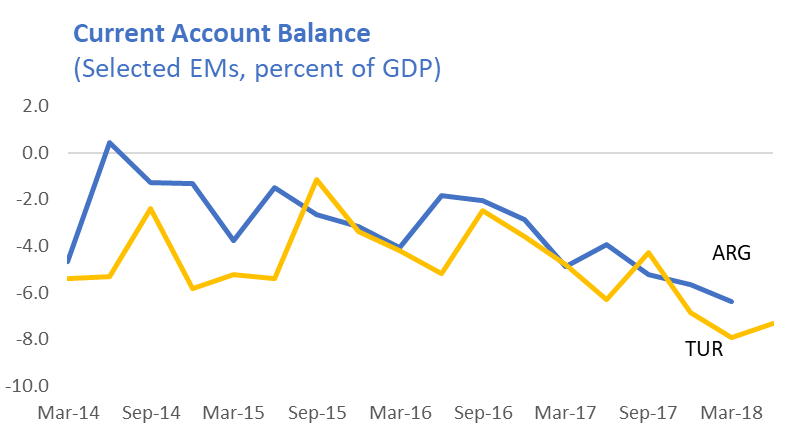 Current Account Balance
(Selected EMs, percent of GDP)
2.0
0.0
-2.0
-4.0
-6.0
-8.0
-10.0
ARG
TUR
Mar-14 Sep-14 Mar-15 Sep-15 Mar-16 Sep-16 Mar-17 Sep-17 Mar-18